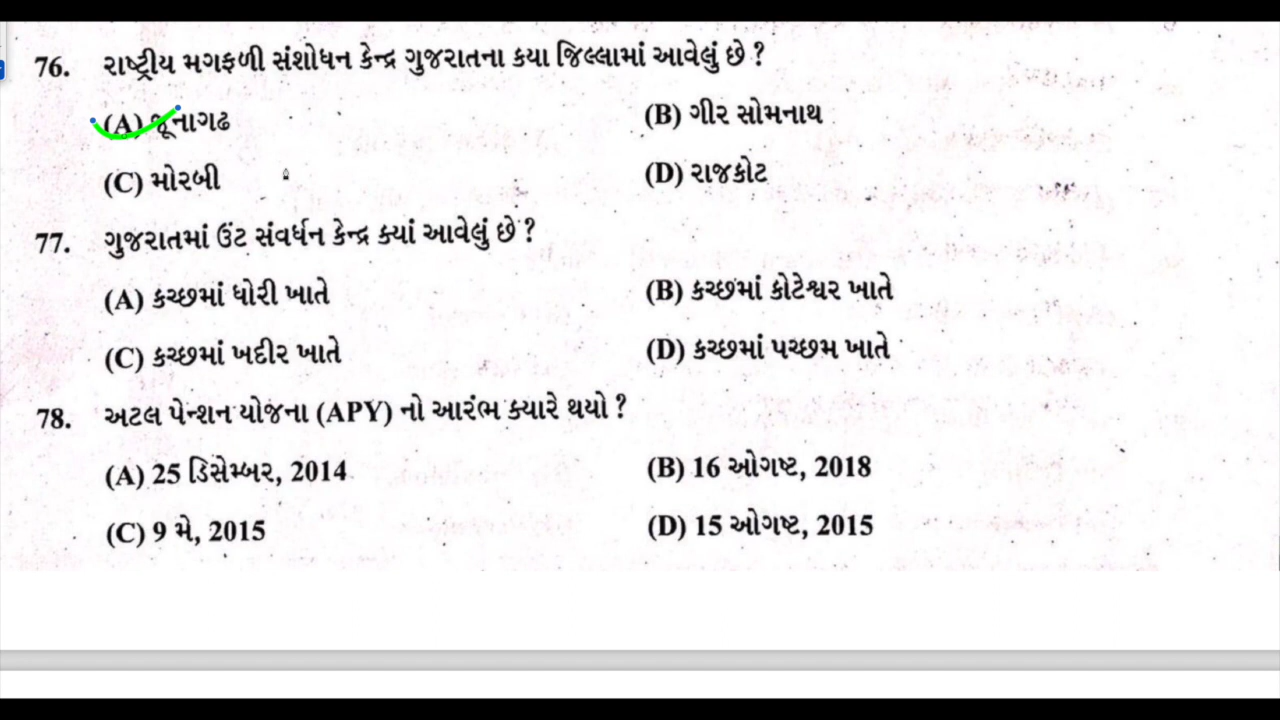 76. રાષ્ટ્રીય મગફળી સંશોધન કેન્દ્ર ગુજરાતના કયા જિલ્લામાં આવેલું છે ?
(A) જૂનાગઢ (B) ગીર સોમનાથ
(C) મોરબી (D) રાજકોટ
77. ગુજરાતમાં ઉંટ સંવર્ધન કેન્દ્ર ક્યાં આવેલું છે ?
(A) કચ્છમાં ધોરી ખાતે (B) કચ્છમાં કોટેશ્વર ખાતે
(C) કચ્છમાં ખદીર ખાતે (D) કચ્છમાં પચ્છમ ખાતે
78. અટલ પેન્શન યોજના (APY) નો આરંભ ક્યારે થયો ?
(A) 25 ડિસેમ્બર, 2014 (B) 16 ઓગષ્ટ, 2018
(C) 9 મે, 2015 (D) 15 ઓગષ્ટ, 2015